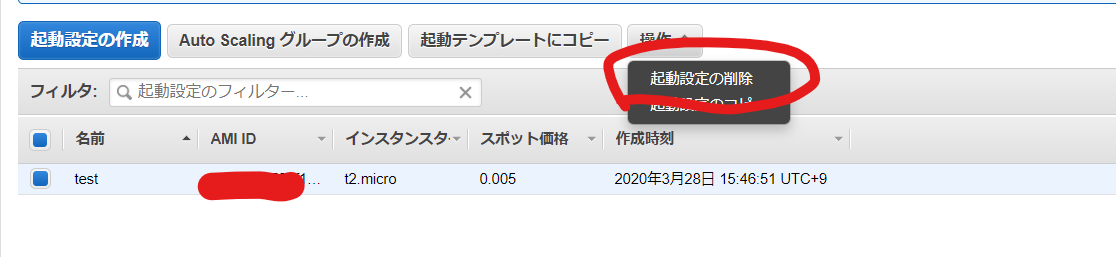 起動設定の作成 Auto Scaling グループの作成 起動テンプレートにコピー 操作
起動設定の削除
フィルタ: 起動設定のフィルター...
名前 AMI ID インスタンスタ スポット価格 作成時刻
test t2.micro 0.005 2020年3月28日 15:46:51 UTC+9